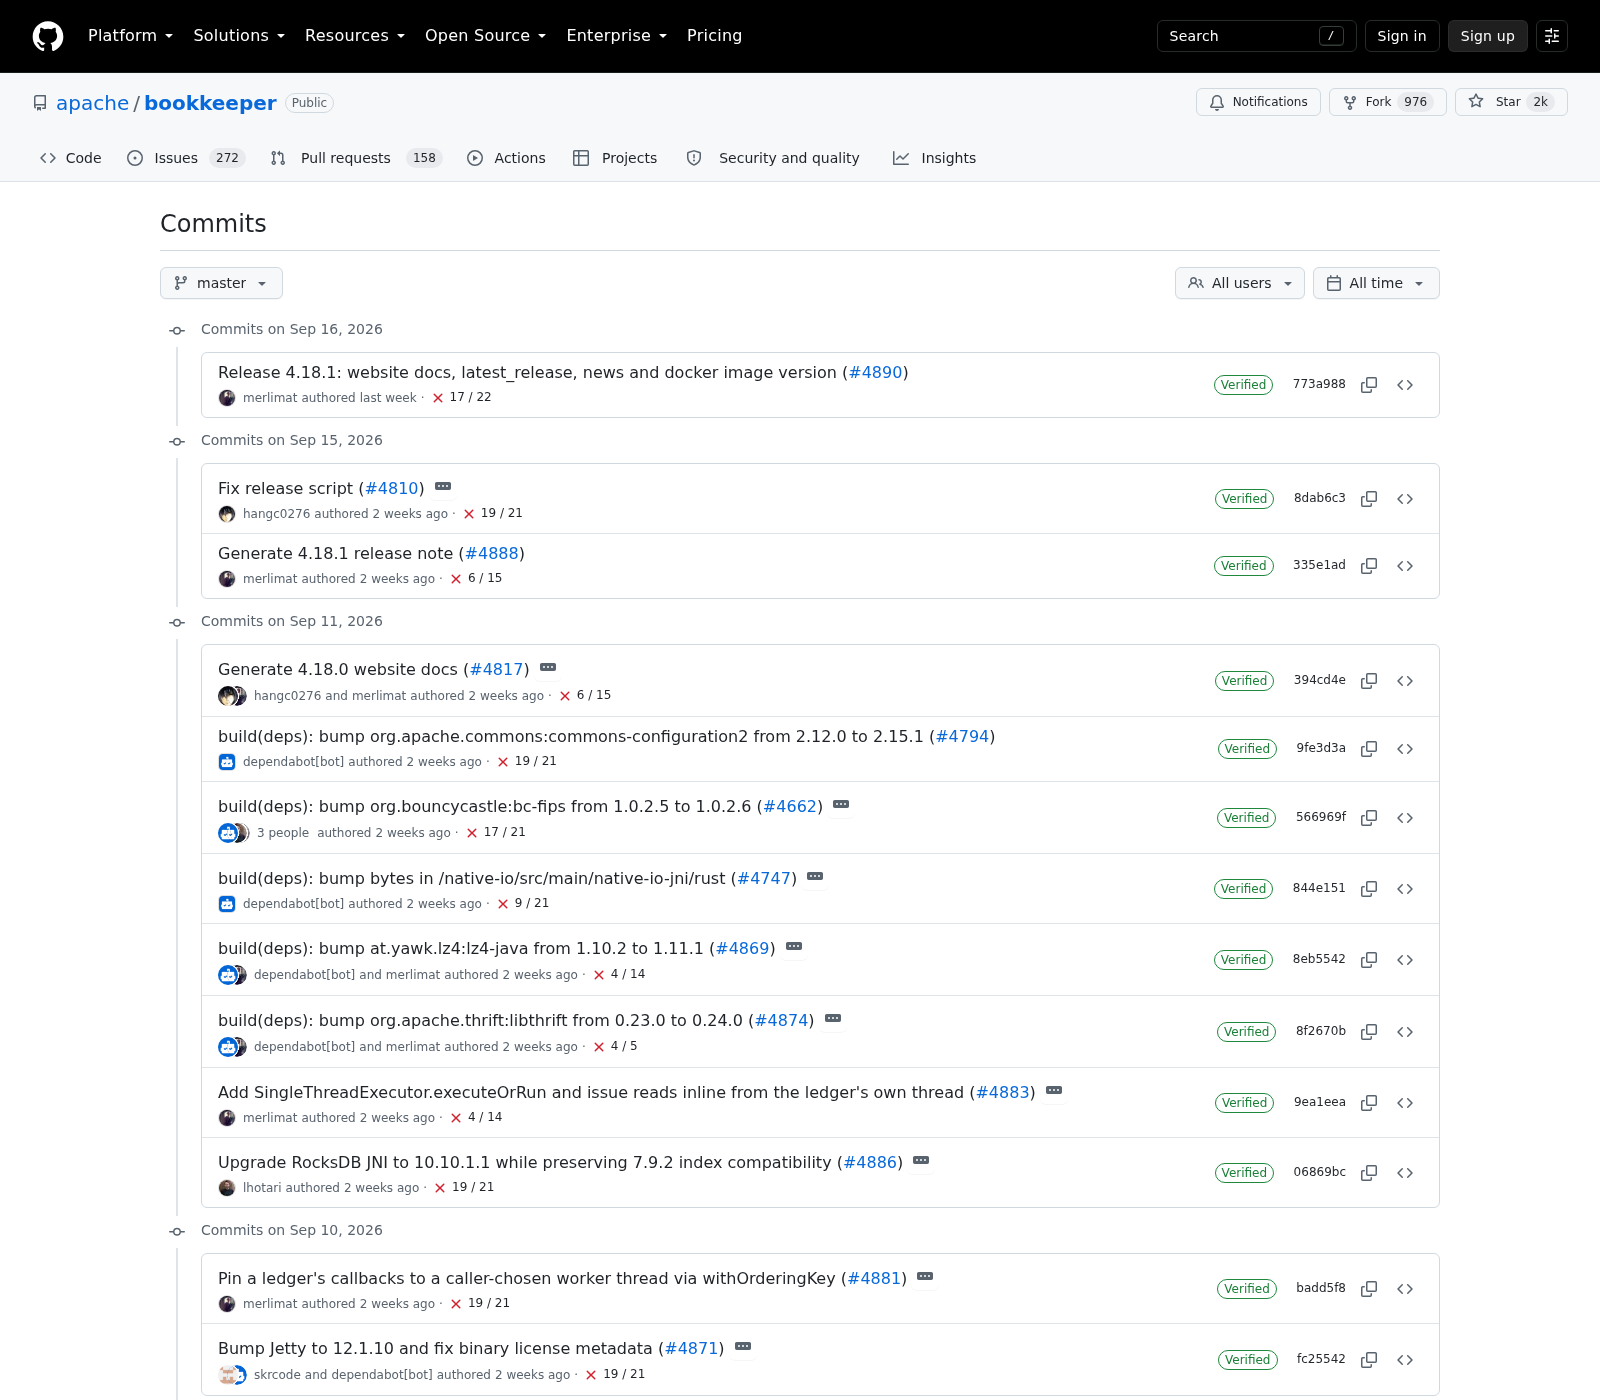 Platform Solutions Resources Open Source Enterprise Pricing Search / Sign in Sign up
apache / bookkeeper Public Notifications Fork 976 Star 2k
Code Issues 272 Pull requests 158 Actions Projects Security and quality Insights
Commits
master All users All time
Commits on Sep 16, 2026
Release 4.18.1: website docs, latest_release, news and docker image version (#4890)
merlimat authored last week · 17 / 22
Verified 773a988
Commits on Sep 15, 2026
Fix release script (#4810)
hangc0276 authored 2 weeks ago · 19 / 21
Verified 8dab6c3
Generate 4.18.1 release note (#4888)
merlimat authored 2 weeks ago · 6 / 15
Verified 335e1ad
Commits on Sep 11, 2026
Generate 4.18.0 website docs (#4817)
hangc0276 and merlimat authored 2 weeks ago · 6 / 15
Verified 394cd4e
build(deps): bump org.apache.commons:commons-configuration2 from 2.12.0 to 2.15.1 (#4794)
dependabot[bot] authored 2 weeks ago · 19 / 21
Verified 9fe3d3a
build(deps): bump org.bouncycastle:bc-fips from 1.0.2.5 to 1.0.2.6 (#4662)
3 people authored 2 weeks ago · 17 / 21
Verified 566969f
build(deps): bump bytes in /native-io/src/main/native-io-jni/rust (#4747)
dependabot[bot] authored 2 weeks ago · 9 / 21
Verified 844e151
build(deps): bump at.yawk.lz4:lz4-java from 1.10.2 to 1.11.1 (#4869)
dependabot[bot] and merlimat authored 2 weeks ago · 4 / 14
Verified 8eb5542
build(deps): bump org.apache.thrift:libthrift from 0.23.0 to 0.24.0 (#4874)
dependabot[bot] and merlimat authored 2 weeks ago · 4 / 5
Verified 8f2670b
Add SingleThreadExecutor.executeOrRun and issue reads inline from the ledger's own thread (#4883)
merlimat authored 2 weeks ago · 4 / 14
Verified 9ea1eea
Upgrade RocksDB JNI to 10.10.1.1 while preserving 7.9.2 index compatibility (#4886)
lhotari authored 2 weeks ago · 19 / 21
Verified 06869bc
Commits on Sep 10, 2026
Pin a ledger's callbacks to a caller-chosen worker thread via withOrderingKey (#4881)
merlimat authored 2 weeks ago · 19 / 21
Verified badd5f8
Bump Jetty to 12.1.10 and fix binary license metadata (#4871)
skrcode and dependabot[bot] authored 2 weeks ago · 19 / 21
Verified fc25542